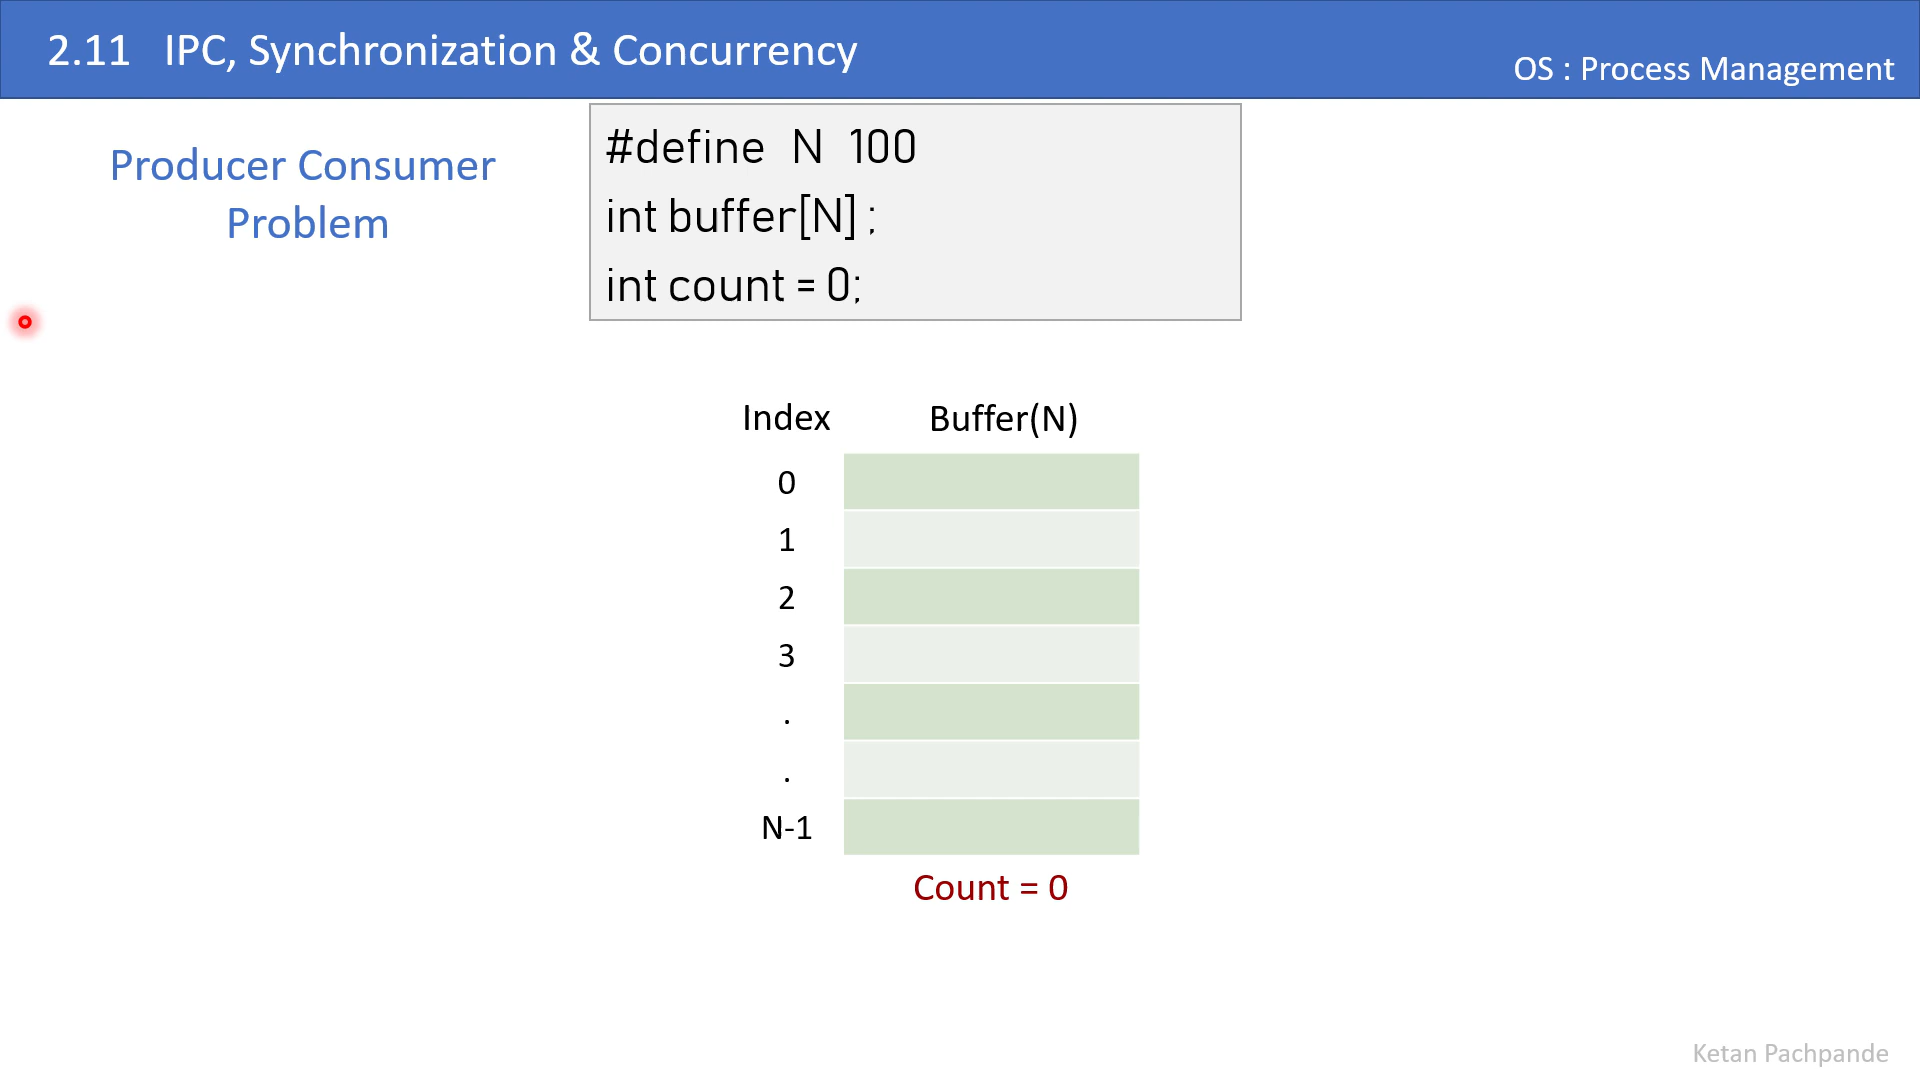 2.11 IPC, Synchronization & Concurrency
OS : Process Management
Producer Consumer
Problem
#define N 100
int buffer[N] ;
int count = 0;
Index Buffer(N)
0
1
2
3
.
.
N-1
Count = 0
Ketan Pachpande